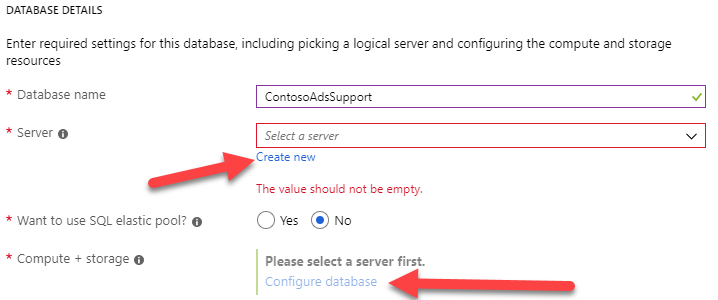 DATABASE DETAILS
Enter required settings for this database, including picking a logical server and configuring the compute and storage
resources
* Database name
ContosoAdsSupport
* Server
Select a server
Create new
The value should not be empty.
* Want to use SQL elastic pool?
Yes
No
* Compute + storage
Please select a server first.
Configure database